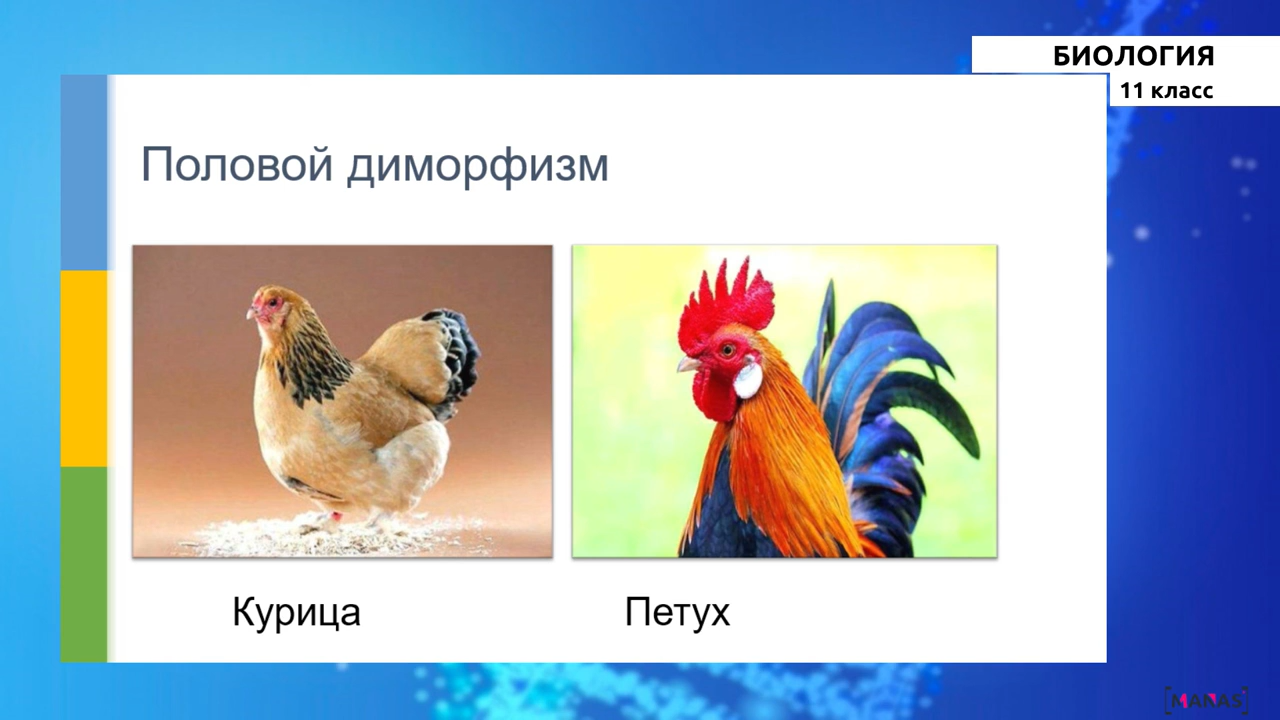 БИОЛОГИЯ
11 класс
Половой диморфизм
Курица
Петух
[MANAS]